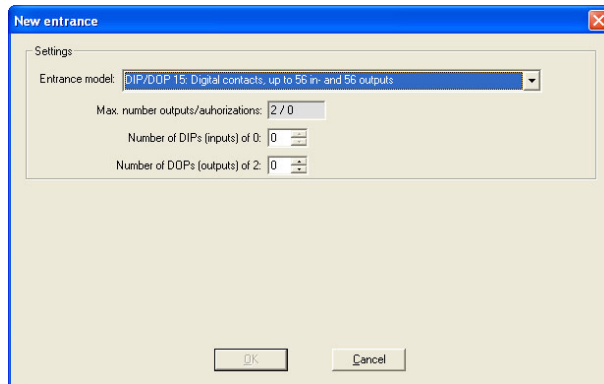 New entrance
Settings
Entrance model: DIP/DOP 15: Digital contacts, up to 56 in- and 56 outputs
Max. number outputs/auhorizations: 2 / 0
Number of DIPs (inputs) of 0: 0
Number of DOPs (outputs) of 2: 0
OK Cancel